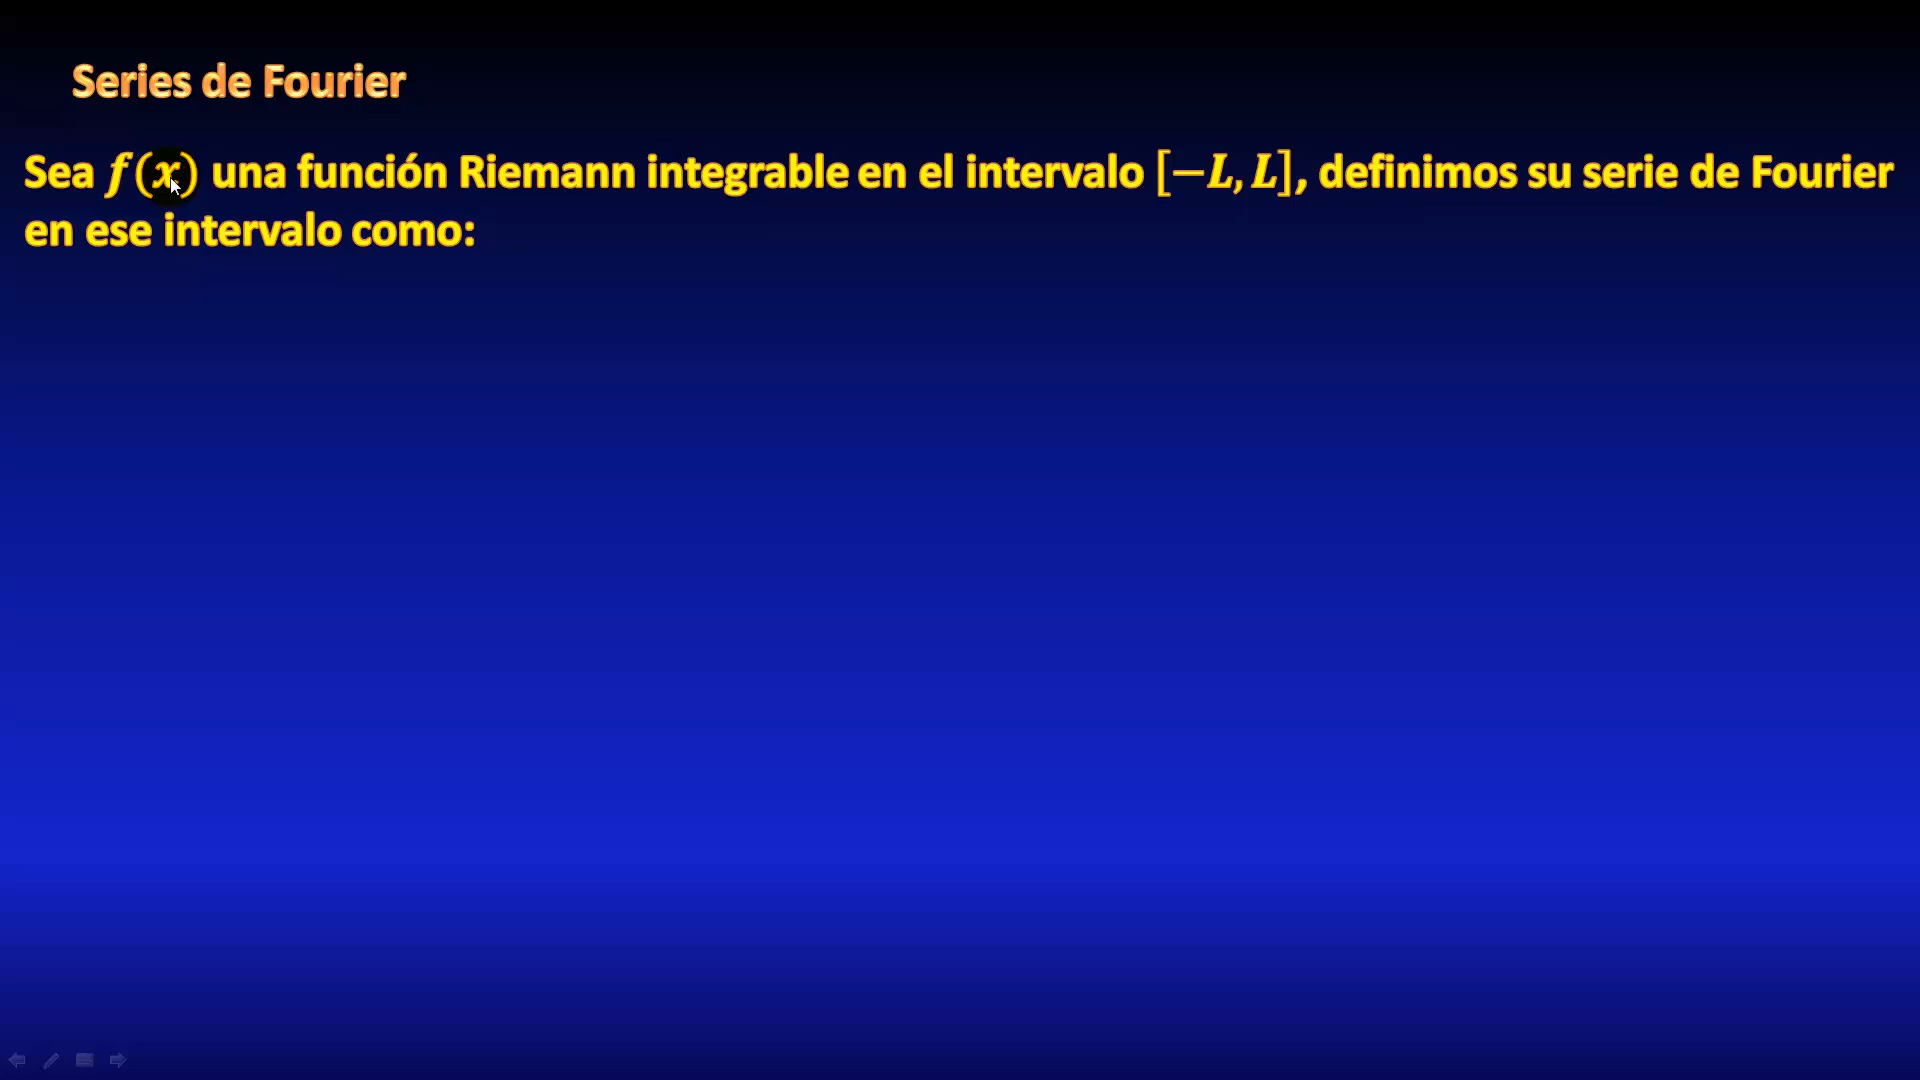 Series de Fourier
Sea f(x) una función Riemann integrable en el intervalo [−L, L], definimos su serie de Fourier
en ese intervalo como: